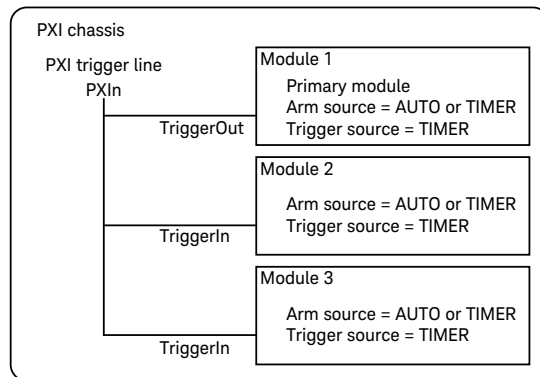 PXI chassis
PXI trigger line
PXIn
TriggerOut
Module 1
Primary module
Arm source = AUTO or TIMER
Trigger source = TIMER
TriggerIn
Module 2
Arm source = AUTO or TIMER
Trigger source = TIMER
TriggerIn
Module 3
Arm source = AUTO or TIMER
Trigger source = TIMER